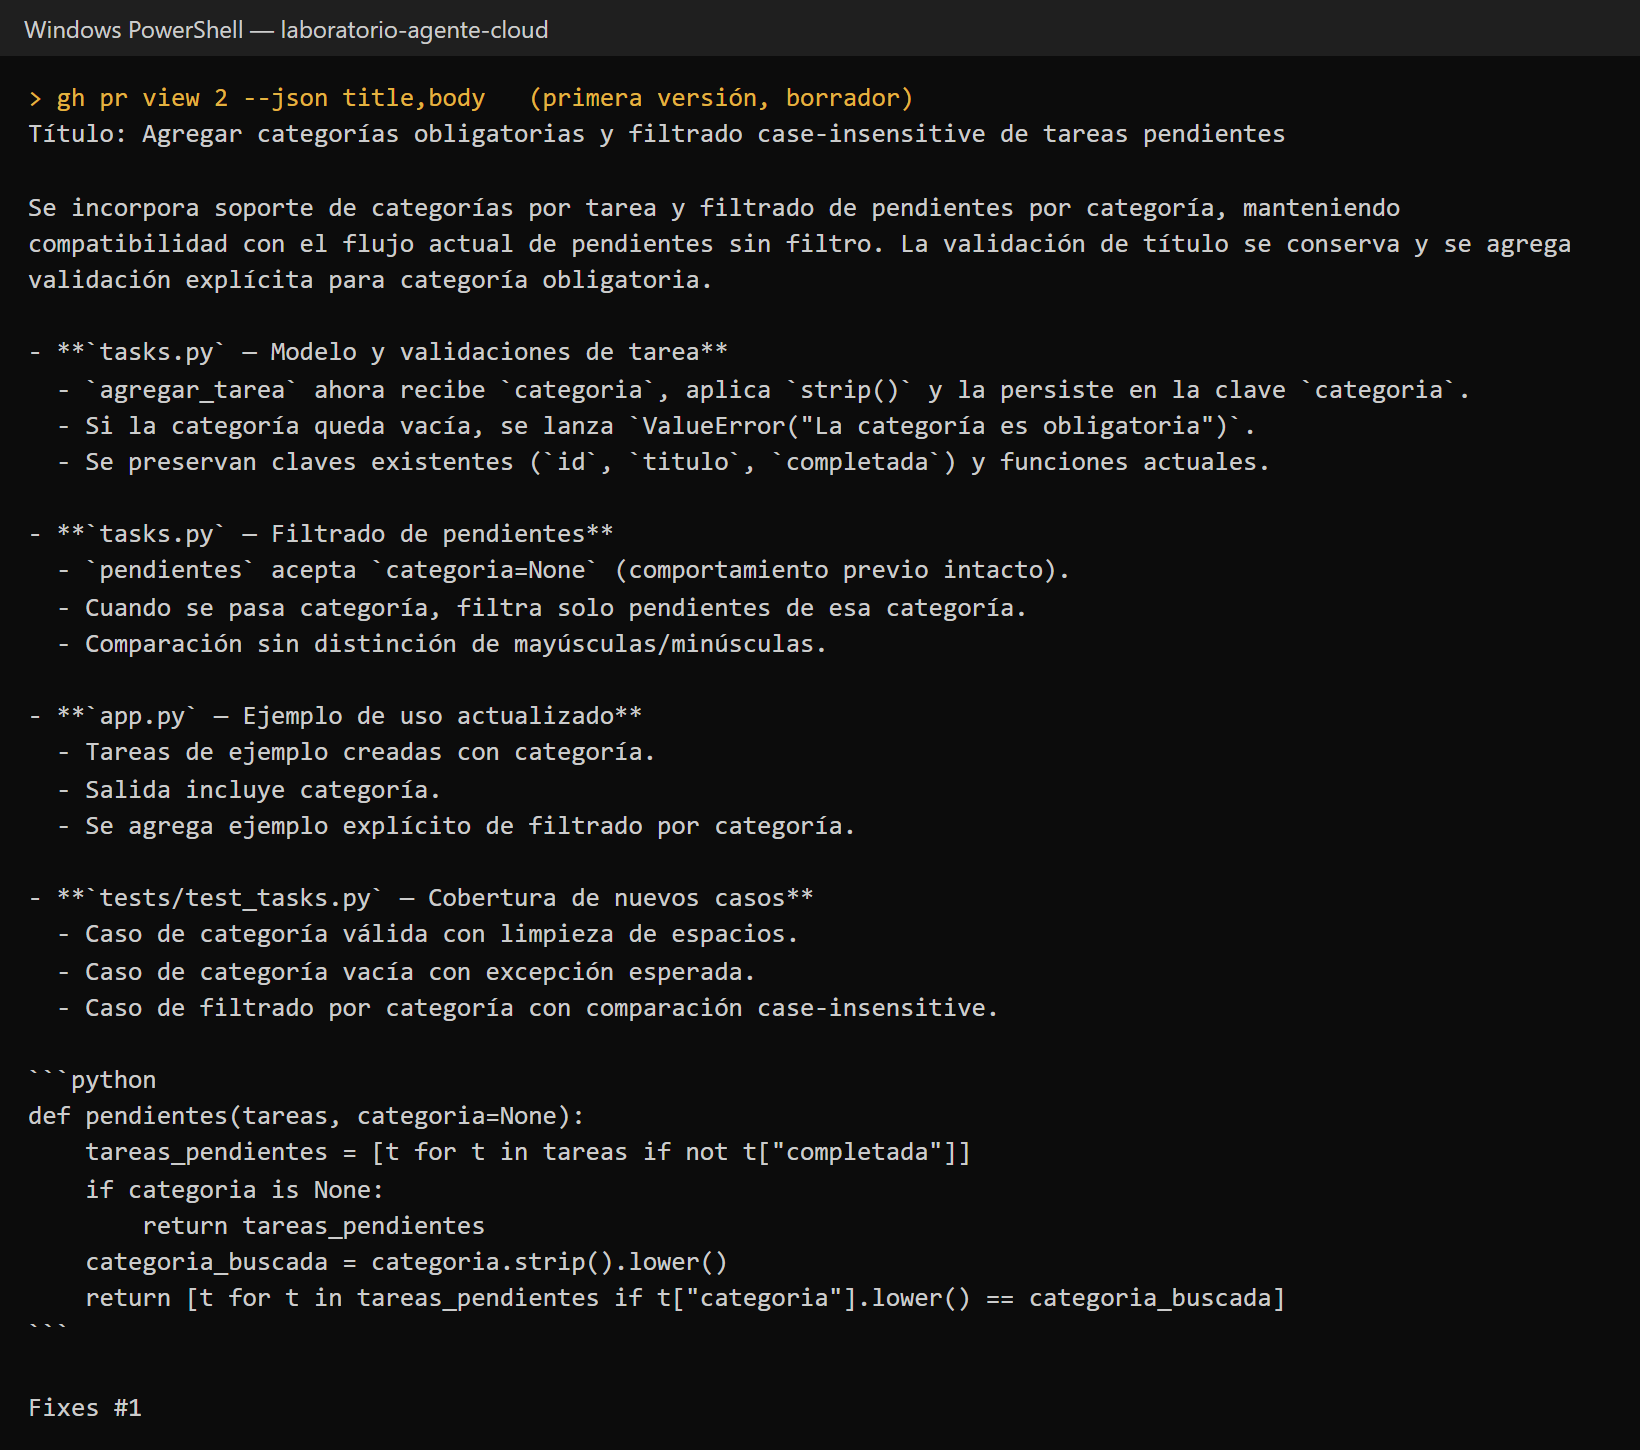 Windows PowerShell — laboratorio-agente-cloud
> gh pr view 2 --json title,body   (primera versión, borrador)
Título: Agregar categorías obligatorias y filtrado case-insensitive de tareas pendientes
Se incorpora soporte de categorías por tarea y filtrado de pendientes por categoría, manteniendo
compatibilidad con el flujo actual de pendientes sin filtro. La validación de título se conserva y se agrega
validación explícita para categoría obligatoria.
- **`tasks.py` — Modelo y validaciones de tarea**
  - `agregar_tarea` ahora recibe `categoria`, aplica `strip()` y la persiste en la clave `categoria`.
  - Si la categoría queda vacía, se lanza `ValueError("La categoría es obligatoria")`.
  - Se preservan claves existentes (`id`, `titulo`, `completada`) y funciones actuales.
- **`tasks.py` — Filtrado de pendientes**
  - `pendientes` acepta `categoria=None` (comportamiento previo intacto).
  - Cuando se pasa categoría, filtra solo pendientes de esa categoría.
  - Comparación sin distinción de mayúsculas/minúsculas.
- **`app.py` — Ejemplo de uso actualizado**
  - Tareas de ejemplo creadas con categoría.
  - Salida incluye categoría.
  - Se agrega ejemplo explícito de filtrado por categoría.
- **`tests/test_tasks.py` — Cobertura de nuevos casos**
  - Caso de categoría válida con limpieza de espacios.
  - Caso de categoría vacía con excepción esperada.
  - Caso de filtrado por categoría con comparación case-insensitive.
```python
def pendientes(tareas, categoria=None):
    tareas_pendientes = [t for t in tareas if not t["completada"]]
    if categoria is None:
        return tareas_pendientes
    categoria_buscada = categoria.strip().lower()
    return [t for t in tareas_pendientes if t["categoria"].lower() == categoria_buscada]
```
Fixes #1